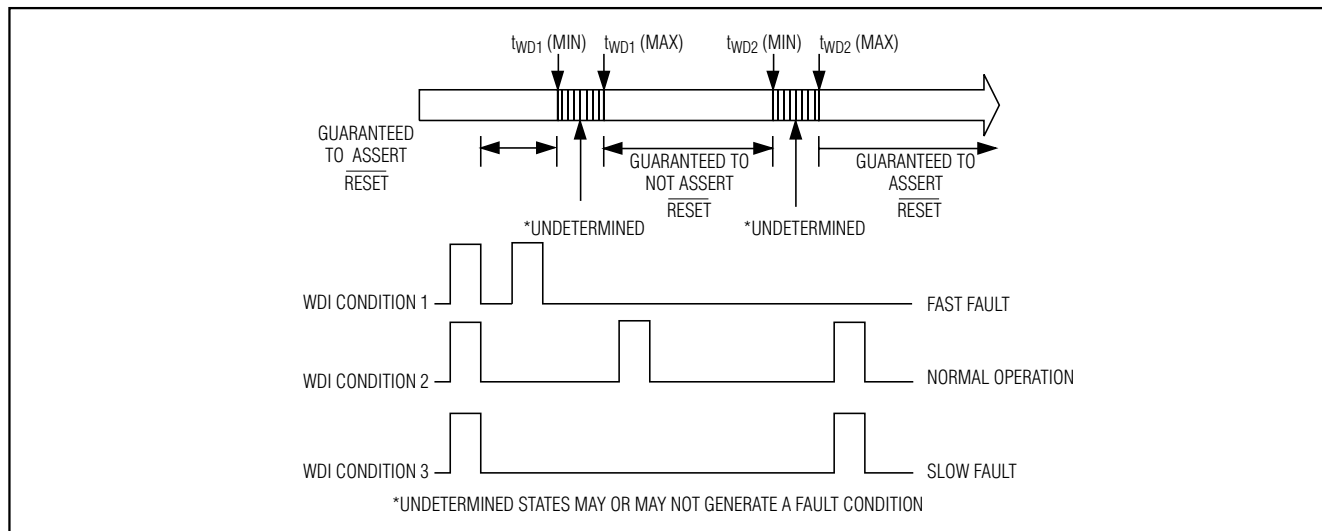 tWD1 (MIN) tWD1 (MAX) tWD2 (MIN) tWD2 (MAX)
GUARANTEED
TO ASSERT
RESET
GUARANTEED TO
NOT ASSERT
RESET
GUARANTEED TO
ASSERT
RESET
*UNDETERMINED *UNDETERMINED
WDI CONDITION 1 FAST FAULT
WDI CONDITION 2 NORMAL OPERATION
WDI CONDITION 3 SLOW FAULT
*UNDETERMINED STATES MAY OR MAY NOT GENERATE A FAULT CONDITION